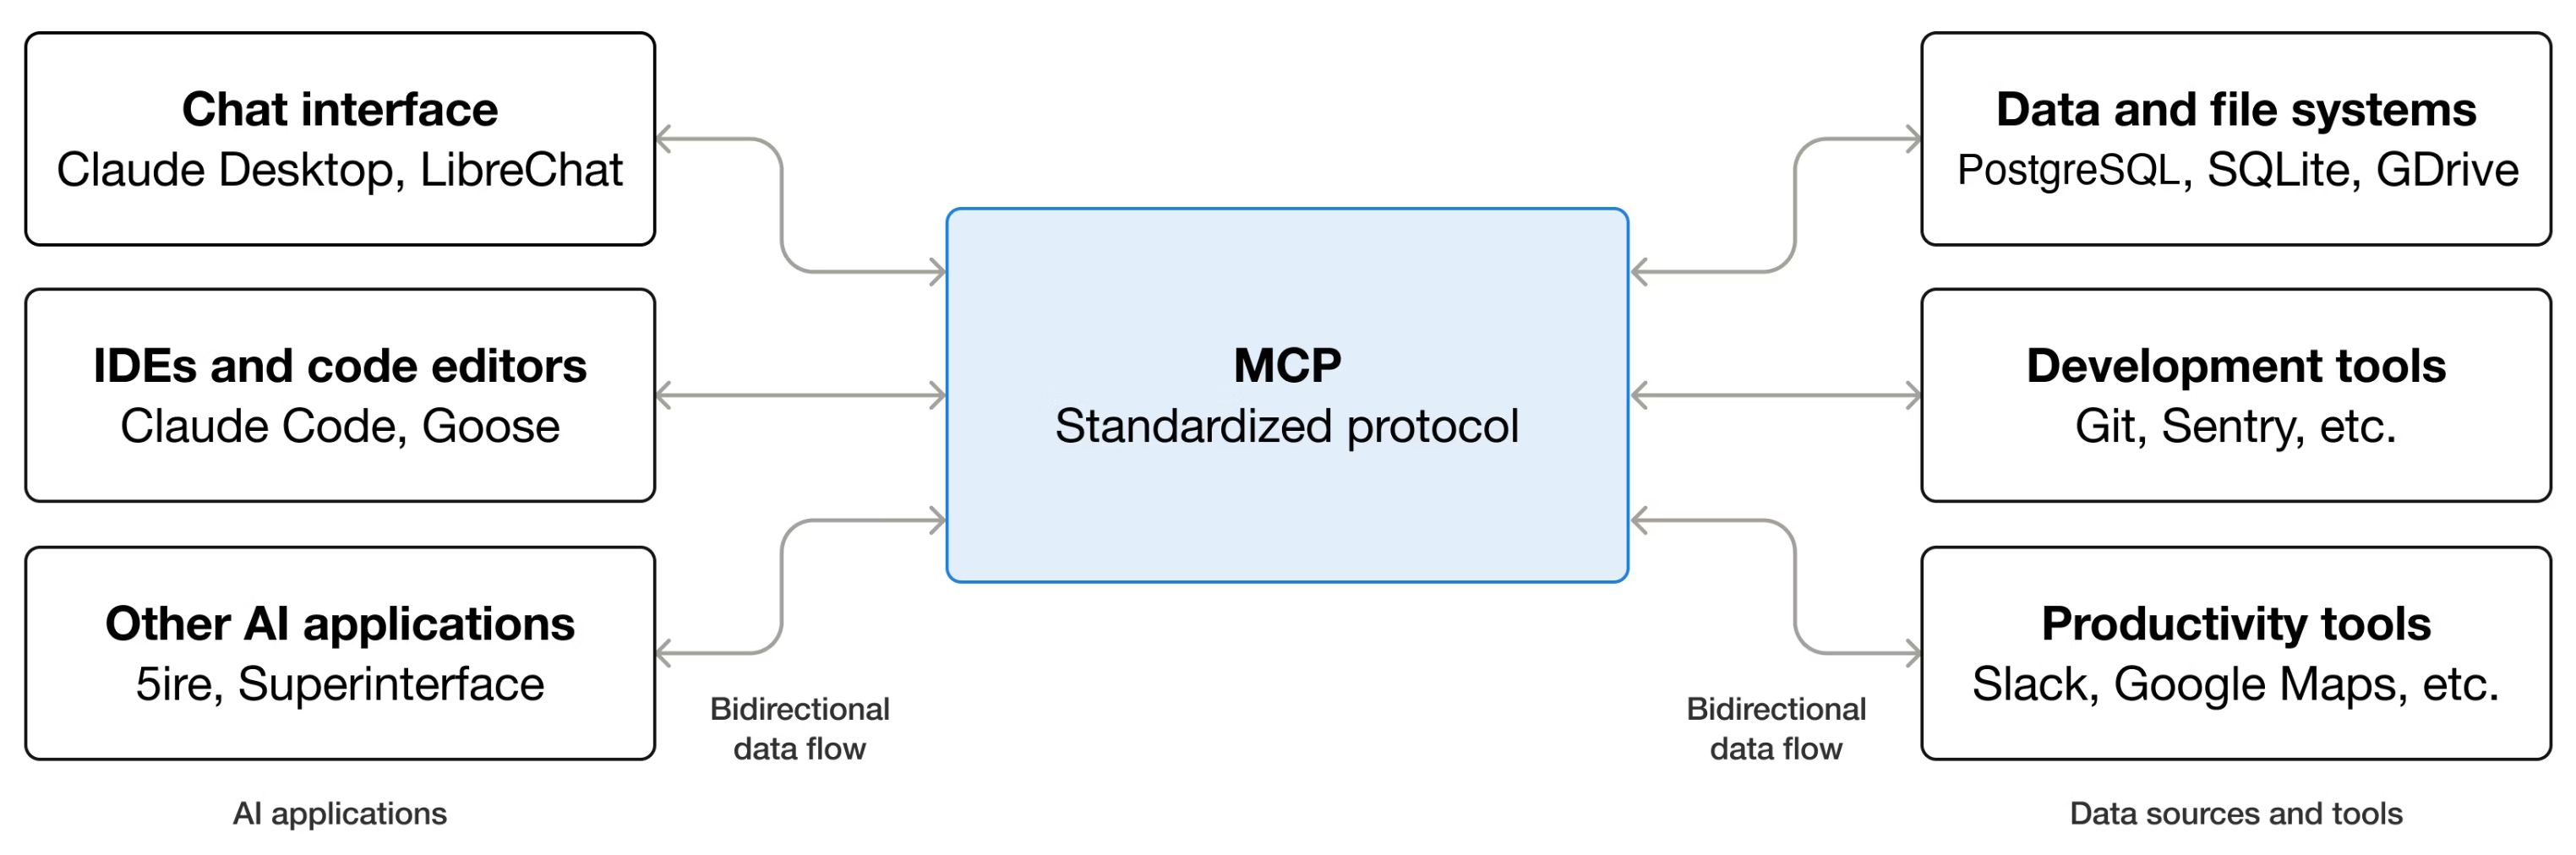 Chat interface
Claude Desktop, LibreChat
IDEs and code editors
Claude Code, Goose
Other AI applications
5ire, Superinterface
AI applications
Bidirectional
data flow
MCP
Standardized protocol
Bidirectional
data flow
Data and file systems
PostgreSQL, SQLite, GDrive
Development tools
Git, Sentry, etc.
Productivity tools
Slack, Google Maps, etc.
Data sources and tools